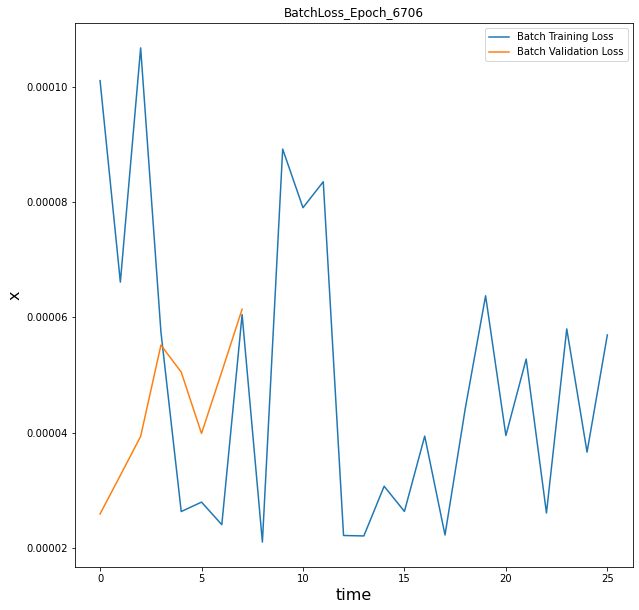 BatchLoss_Epoch_6706
Batch Training Loss
Batch Validation Loss
0.00010
0.00008
0.00006
0.00004
0.00002
x
0 5 10 15 20 25
time